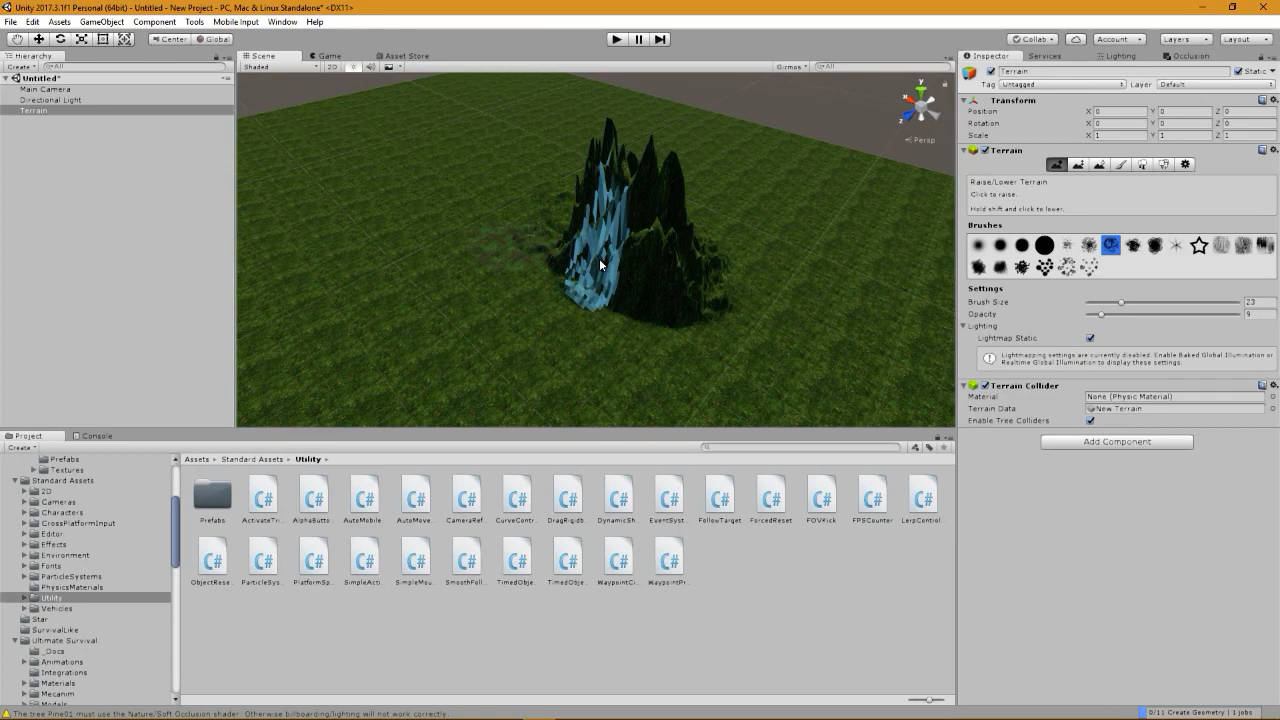 Unity 2017.3.1f1 Personal (64bit) - Untitled - New Project - PC, Mac & Linux Standalone* <DX11>
File Edit Assets GameObject Component Tools Mobile Input Window Help
Center Global Collab Account Layers Layout
Hierarchy
Create All
Untitled*
Main Camera
Directional Light
Terrain
Scene Game Asset Store
Shaded 2D Gizmos All
y
x
z
Persp
Inspector Services Lighting Occlusion
Terrain Static
Tag Untagged Layer Default
Transform
Position X 0 Y 0 Z 0
Rotation X 0 Y 0 Z 0
Scale X 1 Y 1 Z 1
Terrain
Raise/Lower Terrain
Click to raise.
Hold shift and click to lower.
Brushes
Settings
Brush Size 23
Opacity 9
Lighting
Lightmap Static
Lightmapping settings are currently disabled. Enable Baked Global Illumination or
Realtime Global Illumination to display these settings.
Terrain Collider
Material None (Physic Material)
Terrain Data New Terrain
Enable Tree Colliders
Add Component
Project Console
Create
Prefabs
Textures
Standard Assets
2D
Cameras
Characters
CrossPlatformInput
Editor
Effects
Environment
Fonts
ParticleSystems
PhysicsMaterials
Utility
Vehicles
Star
SurvivalLike
Ultimate Survival
_Docs
Animations
Integrations
Materials
Mecanim
Models
Assets Standard Assets Utility
C# C# C# C# C# C# C# C# C# C# C# C# C# C#
Prefabs ActivateTr... AlphaButto... AutoMobile AutoMove... CameraRef... CurveContr... DragRigidb... DynamicSh... EventSyst... FollowTarget ForcedReset FOVKick FPSCounter LerpControl...
C# C# C# C# C# C# C# C# C# C#
ObjectRese... ParticleSys... PlatformSp... SimpleActi... SimpleMou... SmoothFoll... TimedObje... TimedObje... WaypointCi... WaypointPr...
The tree Pme01 must use the Nature/Soft Occlusion shader. Otherwise billboarding/lighting will not work correctly.
0/11 Create Geometry | 1 jobs